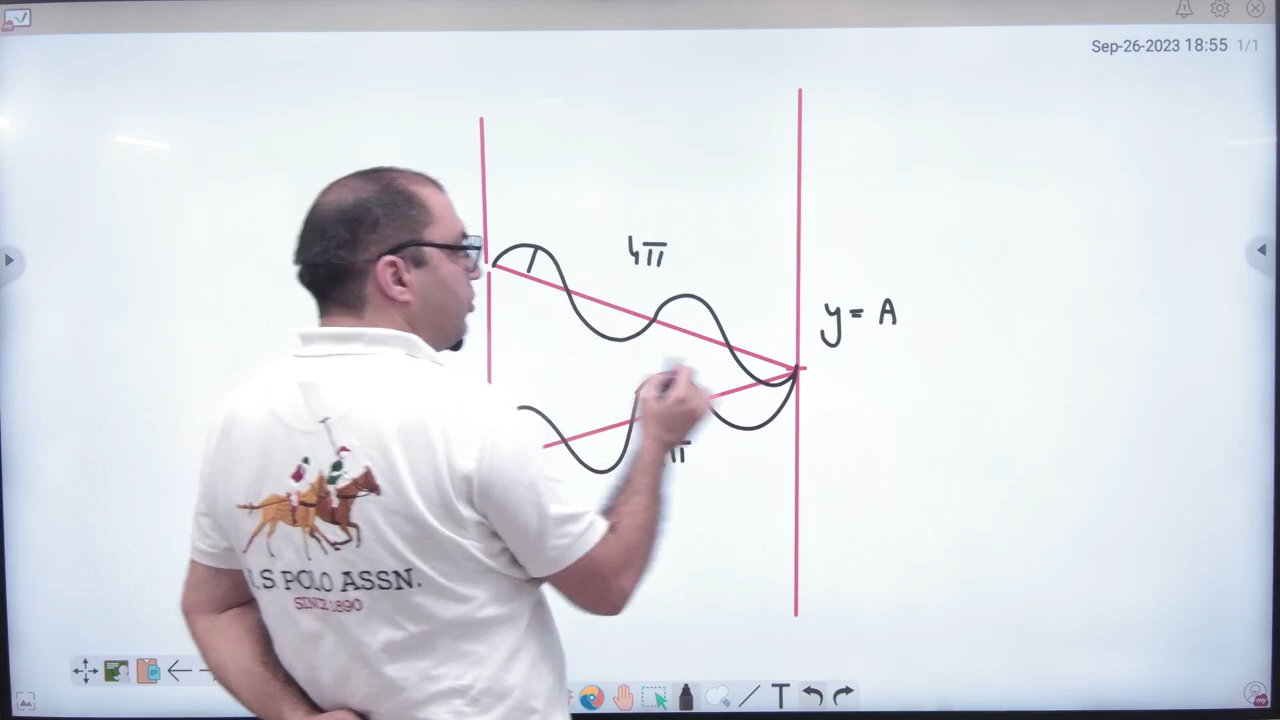 Sep-26-2023 18:55 1/1
4π
y = A
π
U.S. POLO ASSN.
SINCE 1890
T